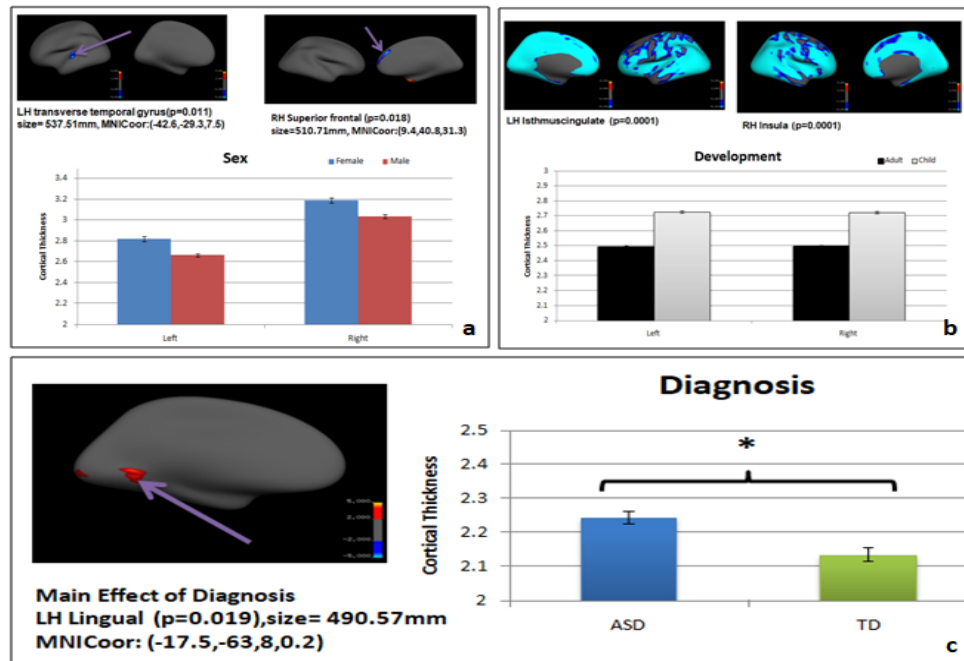 LH transverse temporal gyrus(p=0.011)
size= 537.51mm, MNICoor:(-42.6,-29.3,7.5)
RH Superior frontal (p=0.018)
size=510.71mm, MNICoor:(9.4,40.8,31.3)
Sex
Female Male
Cortical Thickness
3.4
3.2
3
2.8
2.6
2.4
2.2
2
Left Right
a
LH Isthmuscingulate (p=0.0001)
RH Insula (p=0.0001)
Development
Adult Child
Cortical Thickness
3
2.9
2.8
2.7
2.6
2.5
2.4
2.3
2.2
2.1
2
Left Right
b
Main Effect of Diagnosis
LH Lingual (p=0.019),size= 490.57mm
MNICoor: (-17.5,-63,8,0.2)
Diagnosis
*
Cortical Thickness
2.5
2.4
2.3
2.2
2.1
2
ASD TD
c